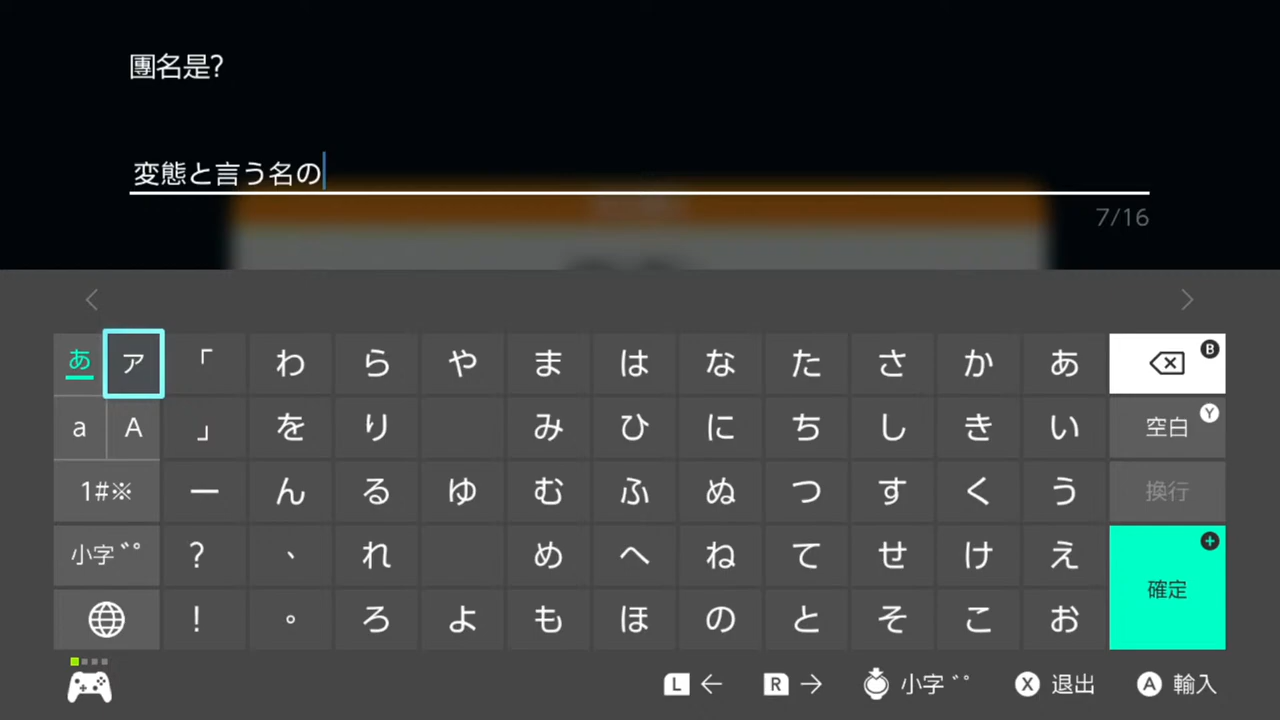 團名是?
変態と言う名の
7/16
あ ア 「 わ ら や ま は な た さ か あ B
a A 」 を り み ひ に ち し き い 空白 Y
1#※ ー ん る ゆ む ふ ぬ つ す く う 換行
小字゛゜ ? 、 れ め へ ね て せ け え +
! 。 ろ よ も ほ の と そ こ お 確定
L ← R → 小字゛゜ X 退出 A 輸入